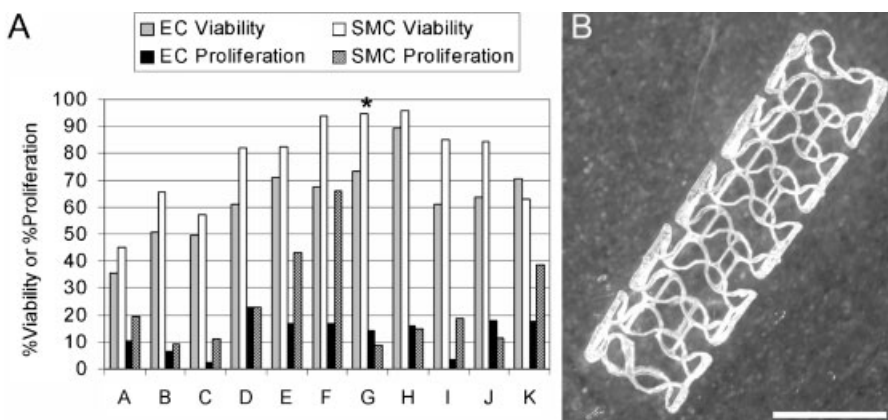 A
EC Viability SMC Viability
EC Proliferation SMC Proliferation
%Viability or %Proliferation
100
90
80
70
60
50
40
30
20
10
0
*
A B C D E F G H I J K
B